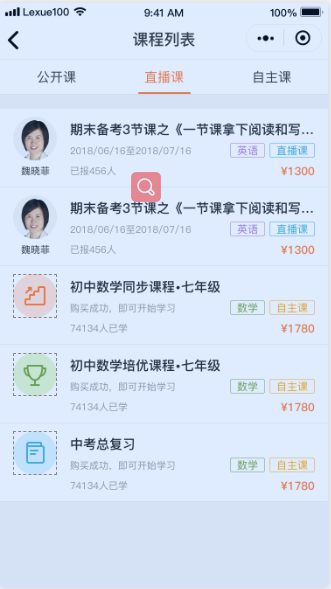 Lexue100 9:41 AM 100%
课程列表
公开课 直播课 自主课
期末备考3节课之《一节课拿下阅读和写...
2018/06/16至2018/07/16 英语 直播课
魏晓菲 已报456人 ¥1300
期末备考3节课之《一节课拿下阅读和写...
2018/06/16至2018/07/16 英语 直播课
魏晓菲 已报456人 ¥1300
初中数学同步课程•七年级
购买成功，即可开始学习 数学 自主课
74134人已学 ¥1780
初中数学培优课程•七年级
购买成功，即可开始学习 数学 自主课
74134人已学 ¥1780
中考总复习
购买成功，即可开始学习 数学 自主课
74134人已学 ¥1780